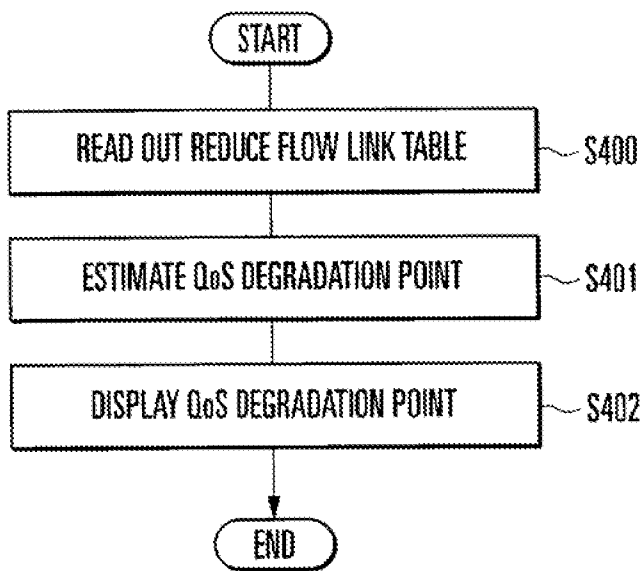 START
READ OUT REDUCE FLOW LINK TABLE
S400
ESTIMATE QoS DEGRADATION POINT
S401
DISPLAY QoS DEGRADATION POINT
S402
END